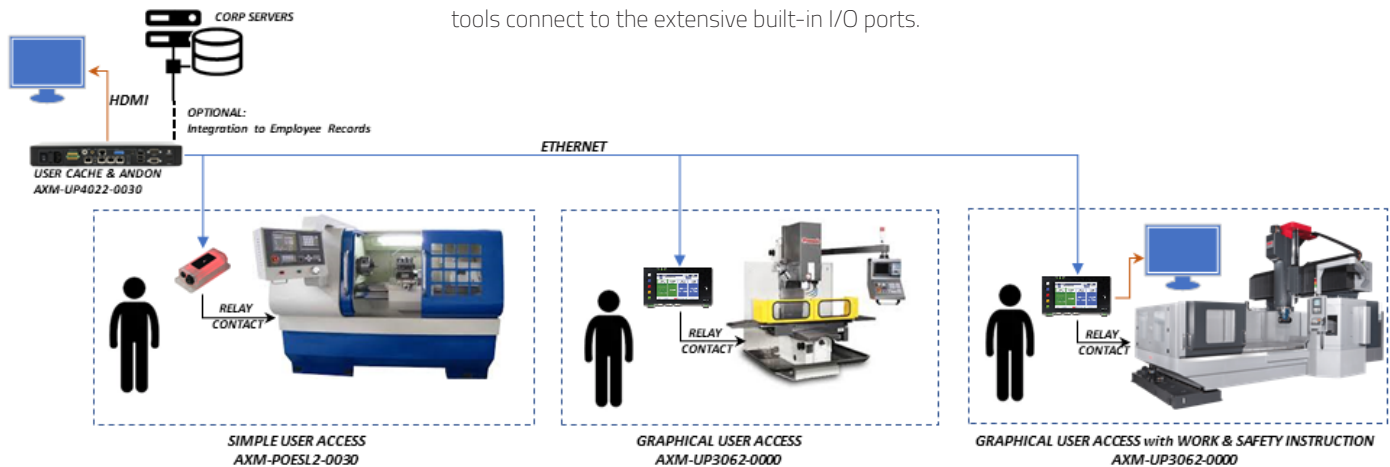 tools connect to the extensive built-in I/O ports.
CORP SERVERS
HDMI
OPTIONAL:
Integration to Employee Records
ETHERNET
USER CACHE & ANDON
AXM-UP4022-0030
RELAY
CONTACT
RELAY
CONTACT
RELAY
CONTACT
SIMPLE USER ACCESS
AXM-POESL2-0030
GRAPHICAL USER ACCESS
AXM-UP3062-0000
GRAPHICAL USER ACCESS with WORK & SAFETY INSTRUCTION
AXM-UP3062-0000